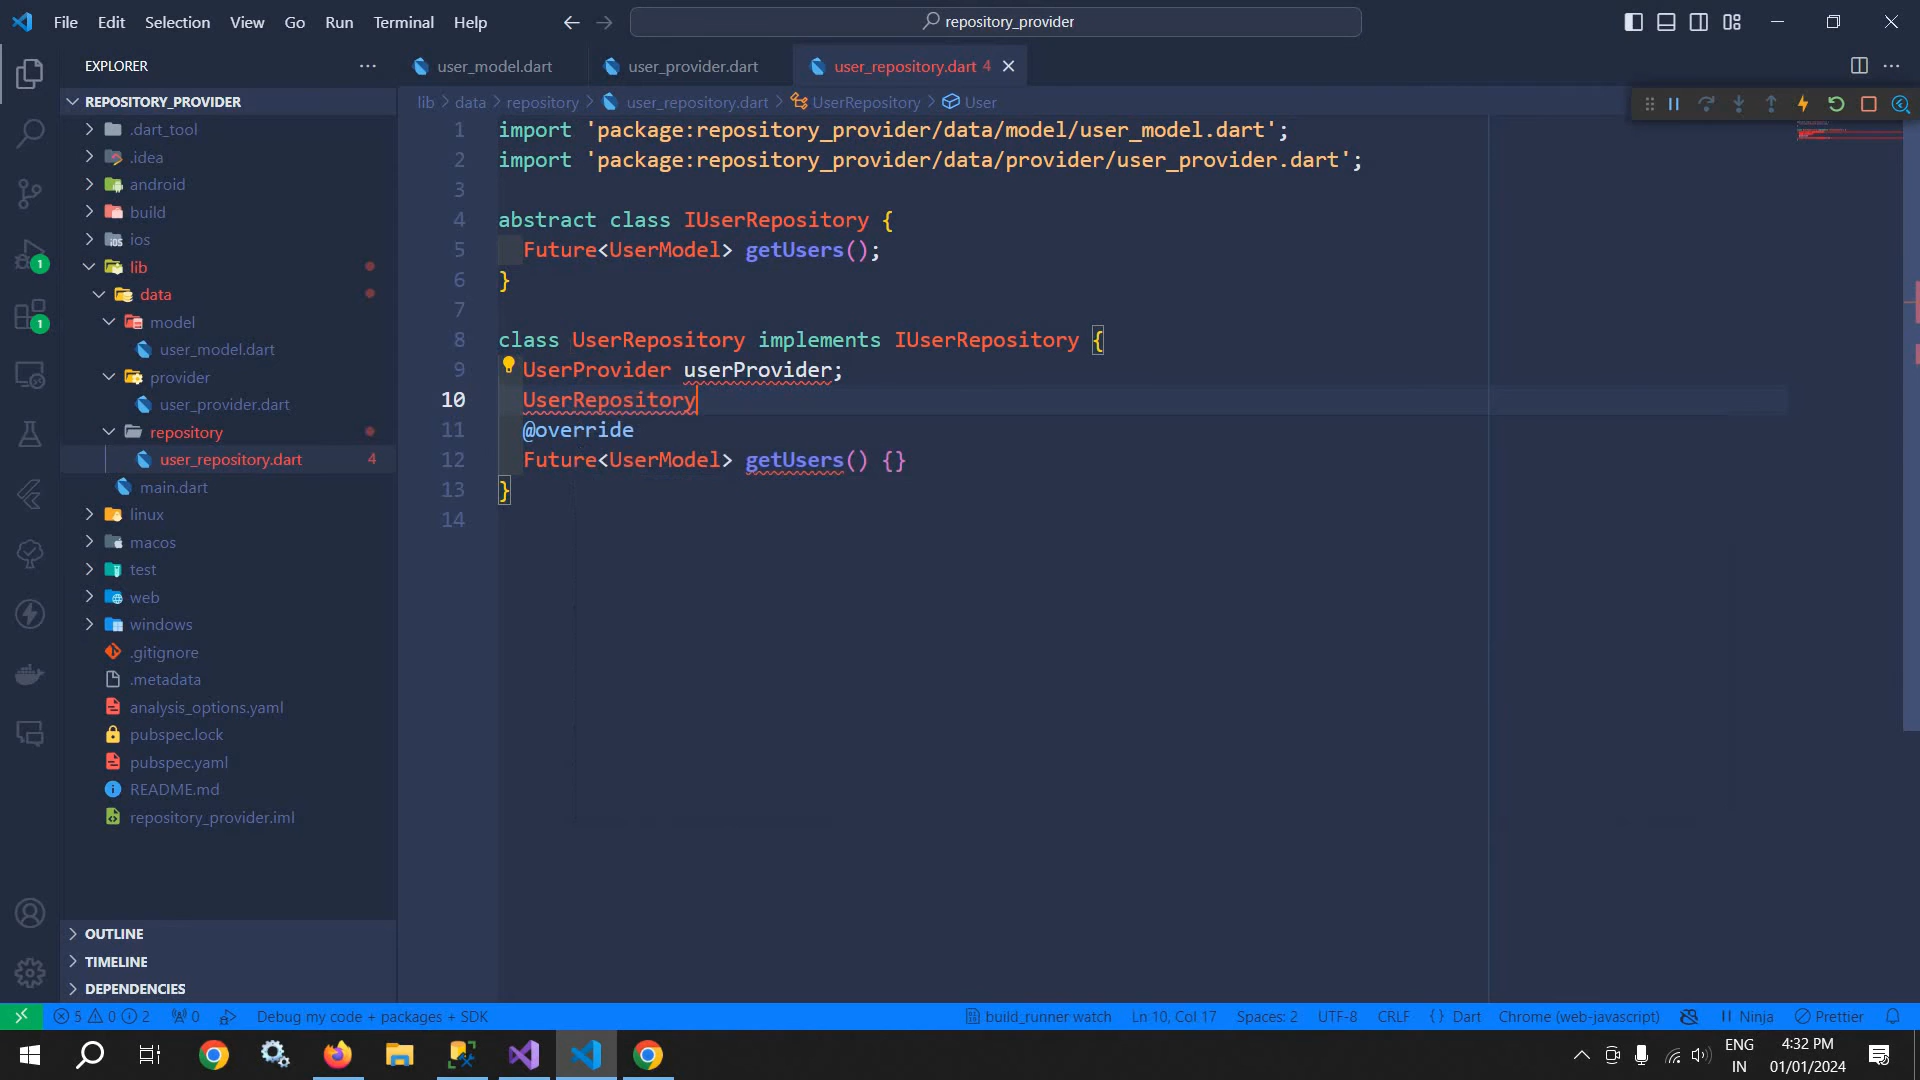 File Edit Selection View Go Run Terminal Help
repository_provider
EXPLORER
REPOSITORY_PROVIDER
.dart_tool
.idea
android
build
ios
lib
data
model
user_model.dart
provider
user_provider.dart
repository
user_repository.dart 4
main.dart
linux
macos
test
web
windows
.gitignore
.metadata
analysis_options.yaml
pubspec.lock
pubspec.yaml
README.md
repository_provider.iml
OUTLINE
TIMELINE
DEPENDENCIES
1
1
user_model.dart user_provider.dart user_repository.dart 4
lib > data > repository > user_repository.dart > UserRepository > User
1 import 'package:repository_provider/data/model/user_model.dart';
2 import 'package:repository_provider/data/provider/user_provider.dart';
3
4 abstract class IUserRepository {
5 Future<UserModel> getUsers();
6 }
7
8 class UserRepository implements IUserRepository {
9 UserProvider userProvider;
10 UserRepository
11 @override
12 Future<UserModel> getUsers() {}
13 }
14
5 0 2 0 Debug my code + packages + SDK build_runner watch Ln 10, Col 17 Spaces: 2 UTF-8 CRLF { } Dart Chrome (web-javascript) Ninja Prettier
ENG
IN
4:32 PM
01/01/2024